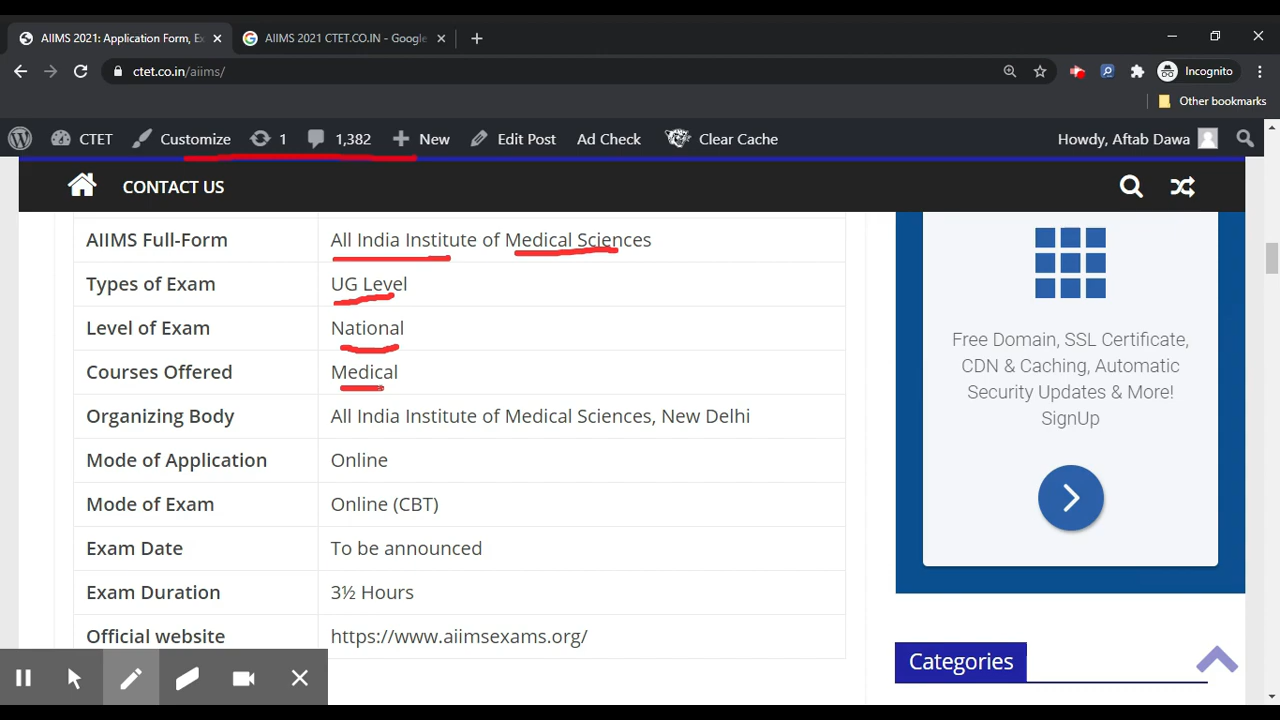 AIIMS 2021: Application Form, Ex
AIIMS 2021 CTET.CO.IN - Google
ctet.co.in/aiims/
Incognito
Other bookmarks
CTET Customize 1 1,382 New Edit Post Ad Check Clear Cache Howdy, Aftab Dawa
CONTACT US
AIIMS Full-Form All India Institute of Medical Sciences
Types of Exam UG Level
Level of Exam National
Courses Offered Medical
Organizing Body All India Institute of Medical Sciences, New Delhi
Mode of Application Online
Mode of Exam Online (CBT)
Exam Date To be announced
Exam Duration 3½ Hours
Official website https://www.aiimsexams.org/
Free Domain, SSL Certificate,
CDN & Caching, Automatic
Security Updates & More!
SignUp
Categories